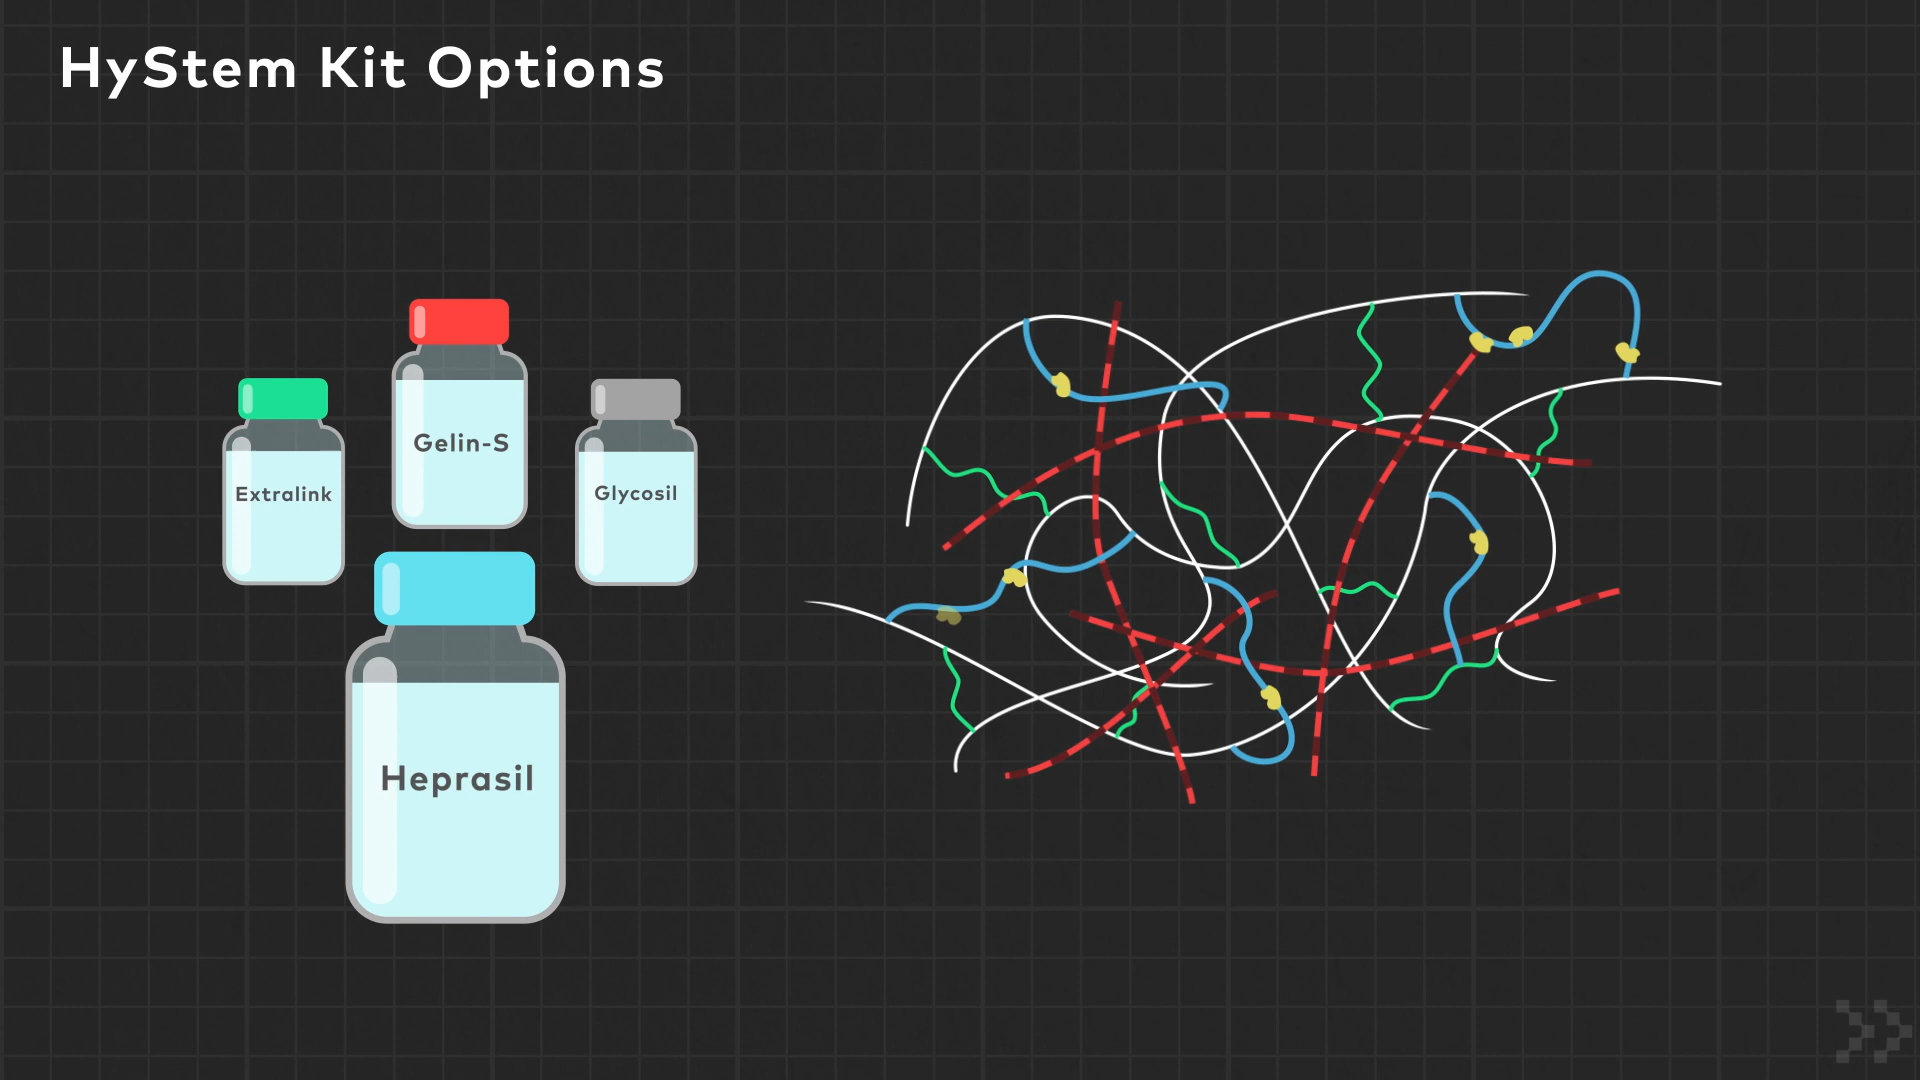 HyStem Kit Options
Gelin-S
Extralink
Glycosil
Heprasil